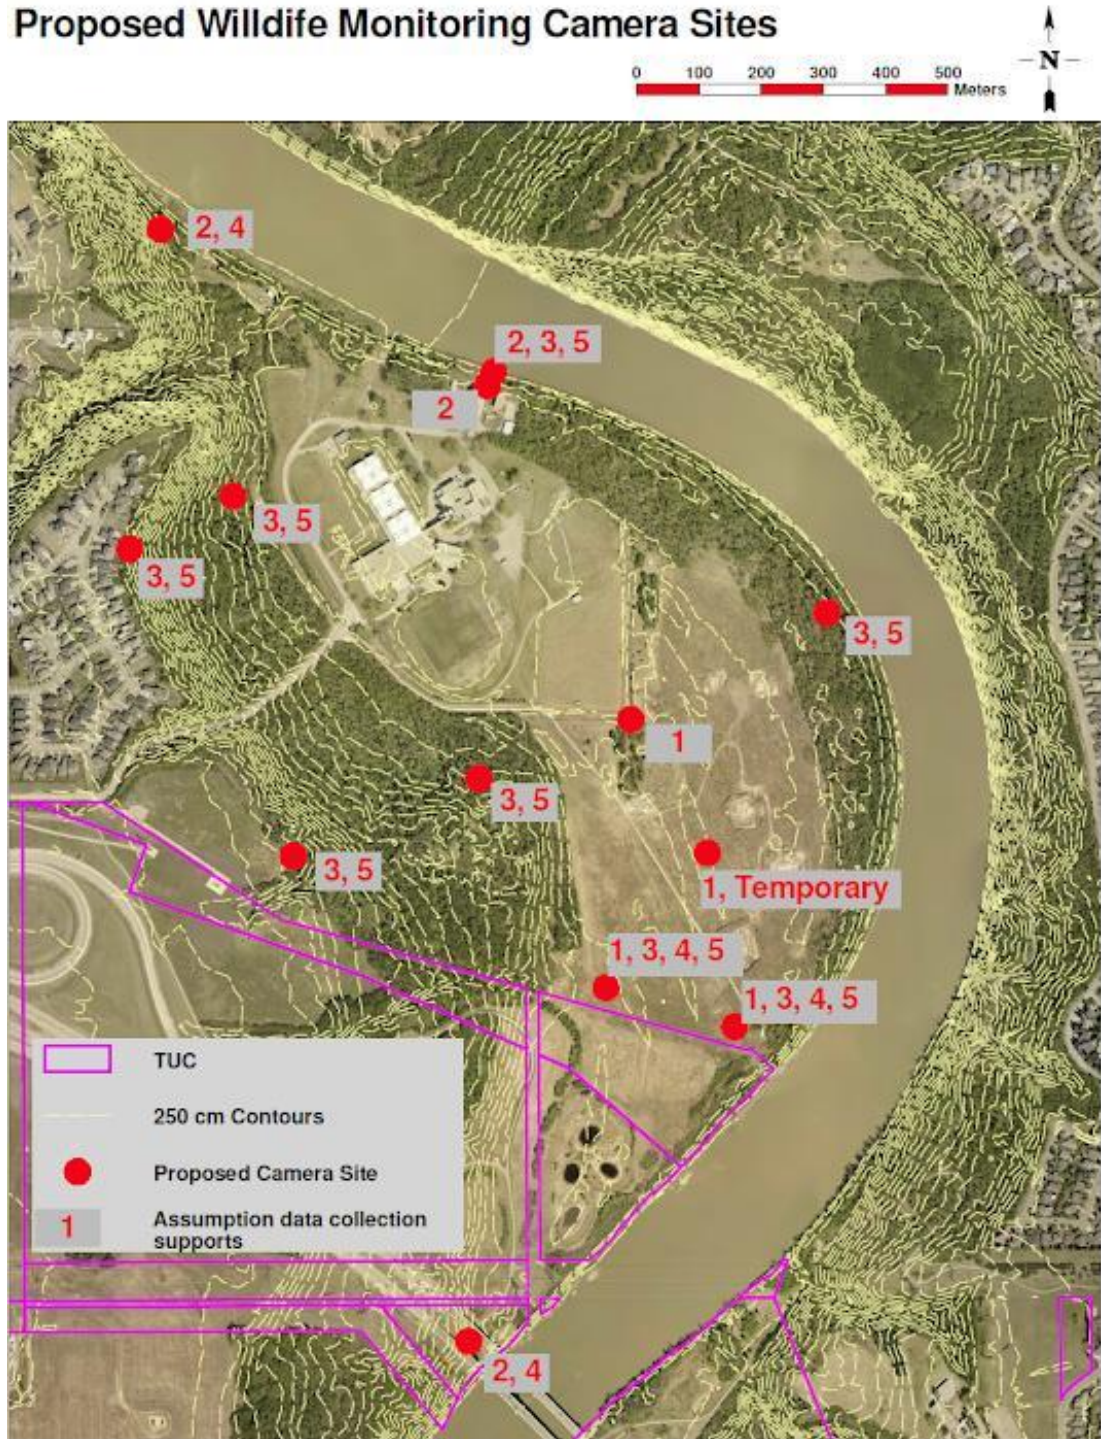 Proposed Willdife Monitoring Camera Sites
N
0 100 200 300 400 500
Meters
2, 4
2, 3, 5
2
3, 5
3, 5
3, 5
1
3, 5
3, 5
1, Temporary
1, 3, 4, 5
1, 3, 4, 5
TUC
250 cm Contours
Proposed Camera Site
1
Assumption data collection
supports
2, 4